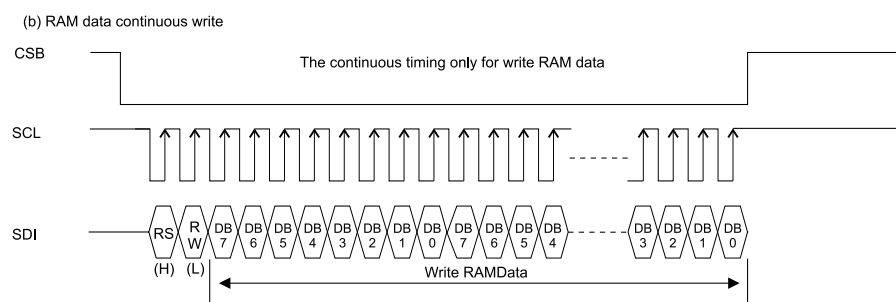 (b) RAM data continuous write
CSB
The continuous timing only for write RAM data
SCL
SDI
RS
R
W
DB
7
DB
6
DB
5
DB
4
DB
3
DB
2
DB
1
DB
0
DB
7
DB
6
DB
5
DB
4
DB
3
DB
2
DB
1
DB
0
(H)
(L)
Write RAMData